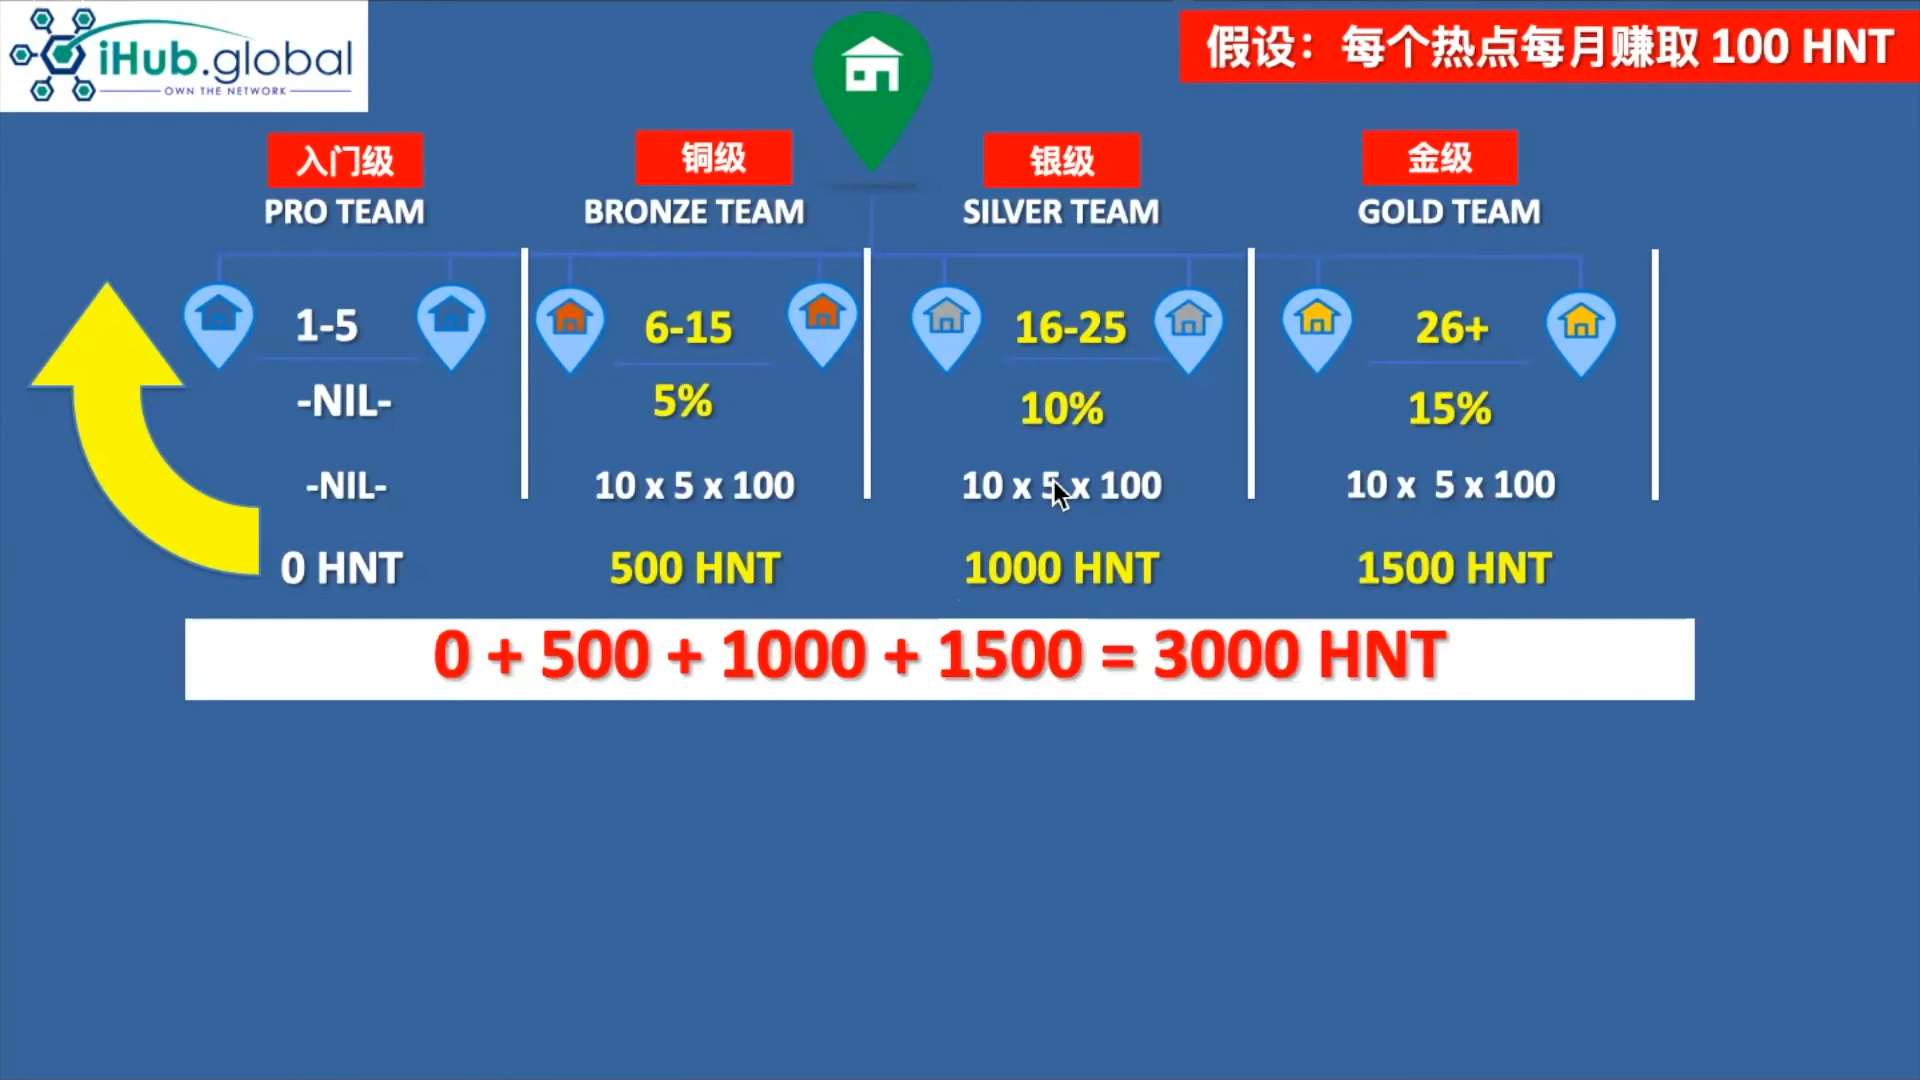 iHub.global
OWN THE NETWORK
假设：每个热点每月赚取 100 HNT
入门级 铜级 银级 金级
PRO TEAM BRONZE TEAM SILVER TEAM GOLD TEAM
1-5 6-15 16-25 26+
-NIL- 5% 10% 15%
-NIL- 10 x 5 x 100 10 x 5 x 100 10 x 5 x 100
0 HNT 500 HNT 1000 HNT 1500 HNT
0 + 500 + 1000 + 1500 = 3000 HNT